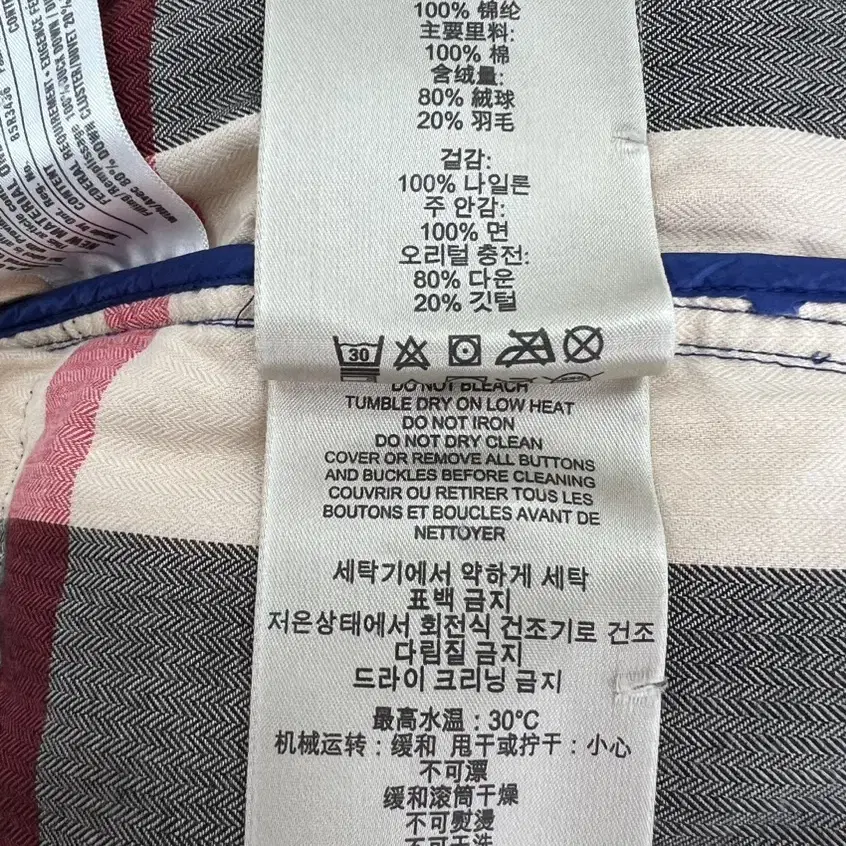 100% 锦纶
主要里料:
100% 棉
含绒量:
80% 絨球
20% 羽毛
걸감:
100% 나일론
주 안감:
100% 면
오리털 충전:
80% 다운
20% 깃털
30
DO NOT BLEACH
TUMBLE DRY ON LOW HEAT
DO NOT IRON
DO NOT DRY CLEAN
COVER OR REMOVE ALL BUTTONS
AND BUCKLES BEFORE CLEANING
COUVRIR OU RETIRER TOUS LES
BOUTONS ET BOUCLES AVANT DE
NETTOYER
세탁기에서 약하게 세탁
표백 금지
저온상태에서 회전식 건조기로 건조
다림질 금지
드라이 크리닝 금지
最高水温：30°C
机械运转：缓和 甩干或拧干：小心
不可漂
缓和滚筒干燥
不可熨烫
不可干洗